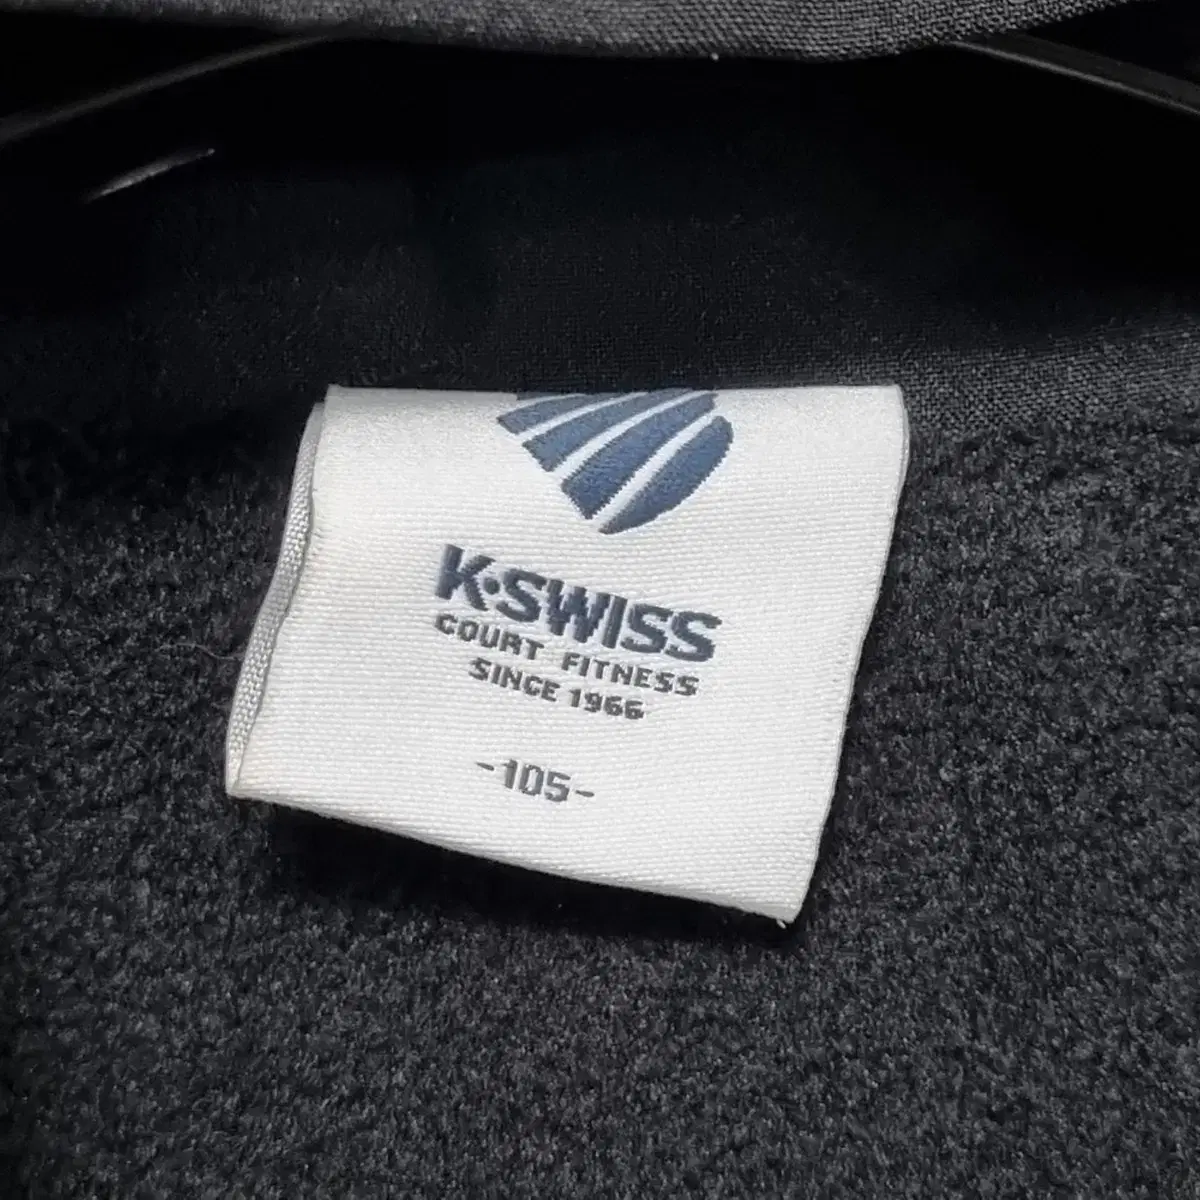 K·SWISS
COURT FITNESS
SINCE 1966
-105-